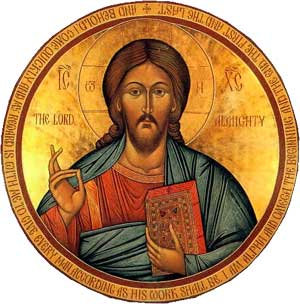 + AND BEHOLD, I COME QUICKLY AND MY REWARD IS WITH ME TO GIVE EVERY MAN ACCORDING AS HIS WORK SHALL BE. I AM ALPHA AND OMEGA THE BEGINNING AND THE END THE FIRST AND THE LAST
IC XC
THE LORD ALMIGHTY